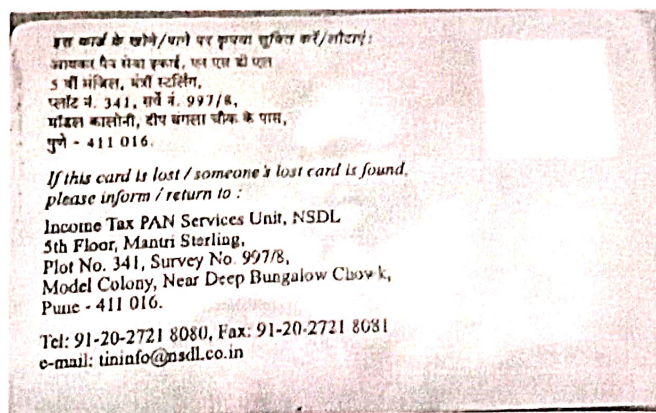 इस कार्ड के खोने/पाने पर कृपया सूचित करें/लौटाएं:
आयकर पैन सेवा इकाई, एन एस डी एल
5 वीं मंजिल, मंत्री स्टर्लिंग,
प्लॉट नं. 341, सर्वे नं. 997/8,
मॉडल कालोनी, दीप बंगला चौक के पास,
पुणे - 411 016.
If this card is lost / someone's lost card is found,
please inform / return to :
Income Tax PAN Services Unit, NSDL
5th Floor, Mantri Sterling,
Plot No. 341, Survey No. 997/8,
Model Colony, Near Deep Bungalow Chowk,
Pune - 411 016.
Tel: 91-20-2721 8080, Fax: 91-20-2721 8081
e-mail: tininfo@nsdl.co.in